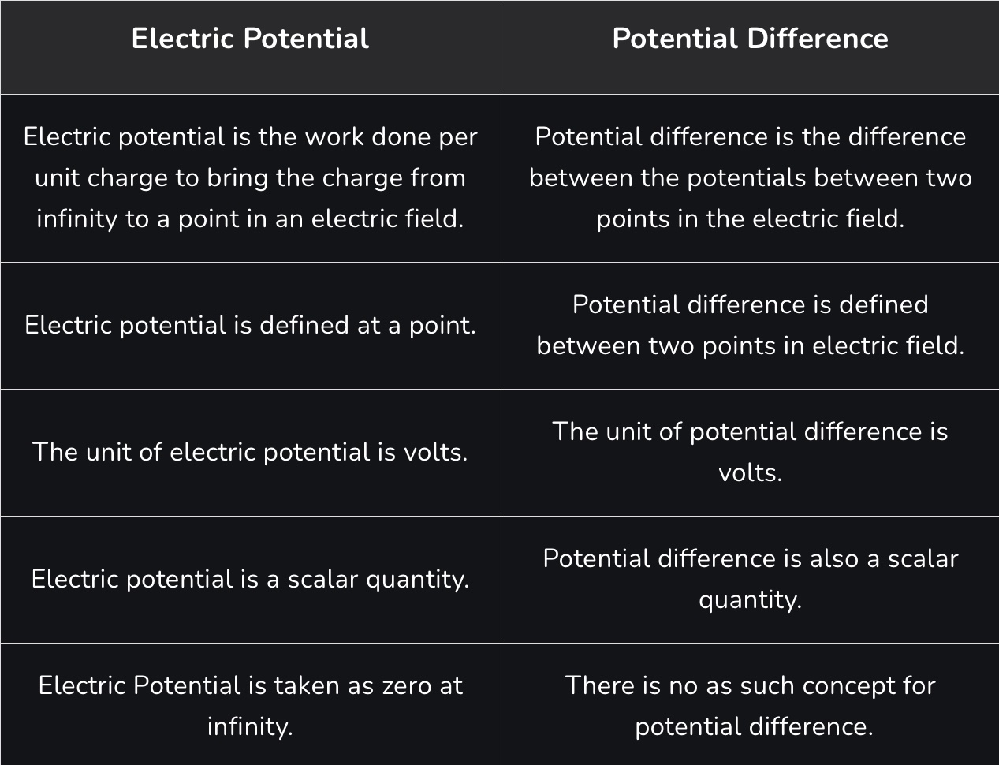 Electric Potential
Potential Difference
Electric potential is the work done per
unit charge to bring the charge from
infinity to a point in an electric field.
Potential difference is the difference
between the potentials between two
points in the electric field.
Electric potential is defined at a point.
Potential difference is defined
between two points in electric field.
The unit of electric potential is volts.
The unit of potential difference is
volts.
Electric potential is a scalar quantity.
Potential difference is also a scalar
quantity.
Electric Potential is taken as zero at
infinity.
There is no as such concept for
potential difference.